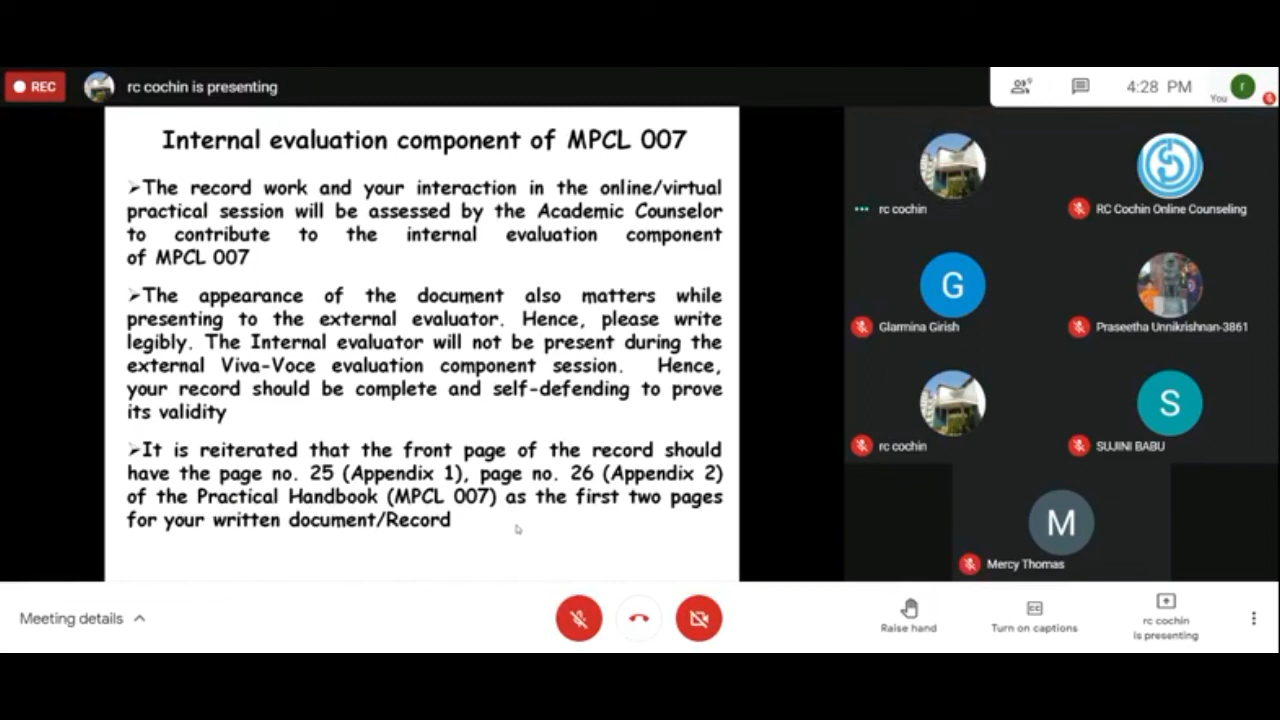 REC
rc cochin is presenting
4:28 PM
You
r
Internal evaluation component of MPCL 007
➢The record work and your interaction in the online/virtual
practical session will be assessed by the Academic Counselor
to contribute to the internal evaluation component
of MPCL 007
➢The appearance of the document also matters while
presenting to the external evaluator. Hence, please write
legibly. The Internal evaluator will not be present during the
external Viva-Voce evaluation component session. Hence,
your record should be complete and self-defending to prove
its validity
➢It is reiterated that the front page of the record should
have the page no. 25 (Appendix 1), page no. 26 (Appendix 2)
of the Practical Handbook (MPCL 007) as the first two pages
for your written document/Record
rc cochin
RC Cochin Online Counseling
G
Glarmina Girish
Praseetha Unnikrishnan-3861
rc cochin
S
SUJINI BABU
M
Mercy Thomas
Meeting details
Raise hand
CC
Turn on captions
rc cochin
is presenting